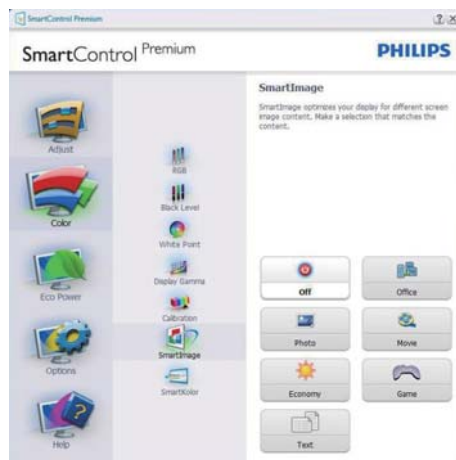 SmartControl Premium
SmartControl Premium
PHILIPS
Adjust
Color
Eco Power
Options
Help
RGB
Black Level
White Point
Display Gamma
Calibration
SmartImage
SmartKolor
SmartImage
SmartImage optimizes your display for different screen
image content. Make a selection that matches the
content.
Off
Office
Photo
Movie
Economy
Game
Text